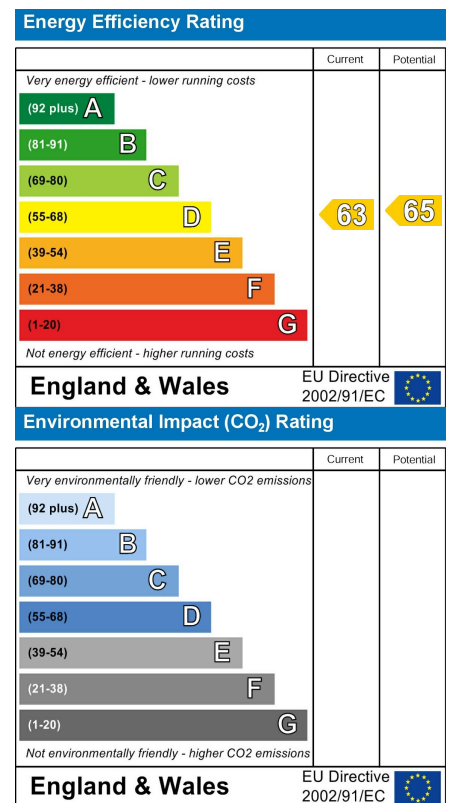 Energy Efficiency Rating
Current Potential
Very energy efficient - lower running costs
(92 plus) A
(81-91) B
(69-80) C
(55-68) D
63 65
(39-54) E
(21-38) F
(1-20) G
Not energy efficient - higher running costs
England & Wales
EU Directive
2002/91/EC
Environmental Impact (CO₂) Rating
Current Potential
Very environmentally friendly - lower CO2 emissions
(92 plus) A
(81-91) B
(69-80) C
(55-68) D
(39-54) E
(21-38) F
(1-20) G
Not environmentally friendly - higher CO2 emissions
England & Wales
EU Directive
2002/91/EC